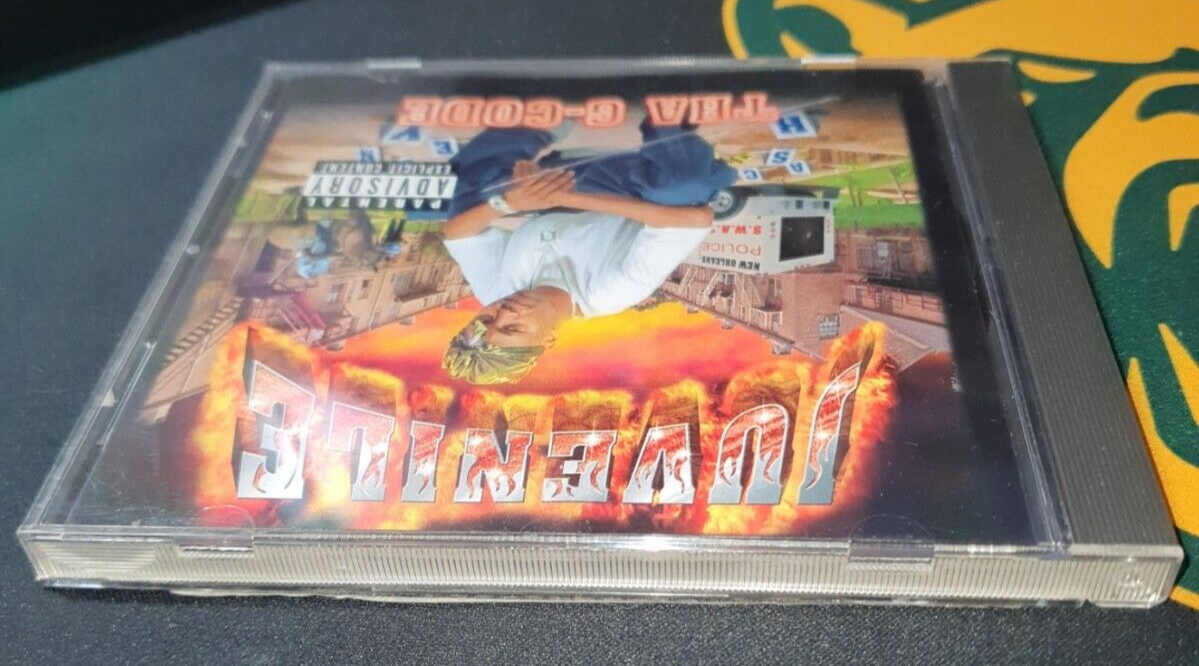 JUVENILE
NEW ORLEANS
POLICE
S.W.A.
PARENTAL
ADVISORY
EXPLICIT CONTENT
THA G-CODE